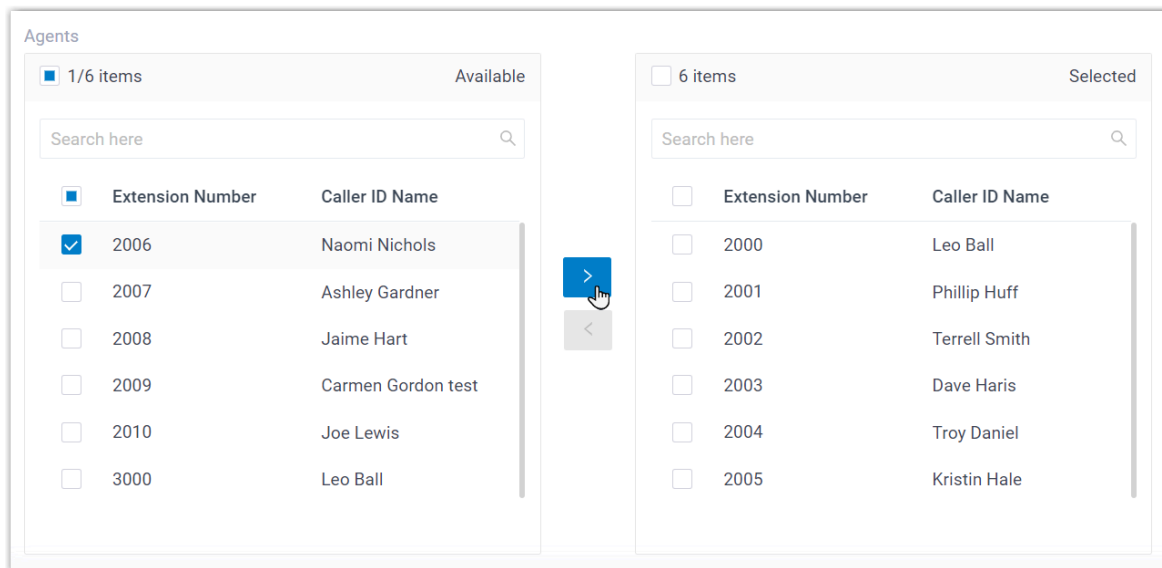 Agents
1/6 items Available
Search here
Extension Number Caller ID Name
2006 Naomi Nichols
2007 Ashley Gardner
2008 Jaime Hart
2009 Carmen Gordon test
2010 Joe Lewis
3000 Leo Ball
>
<
6 items Selected
Search here
Extension Number Caller ID Name
2000 Leo Ball
2001 Phillip Huff
2002 Terrell Smith
2003 Dave Haris
2004 Troy Daniel
2005 Kristin Hale